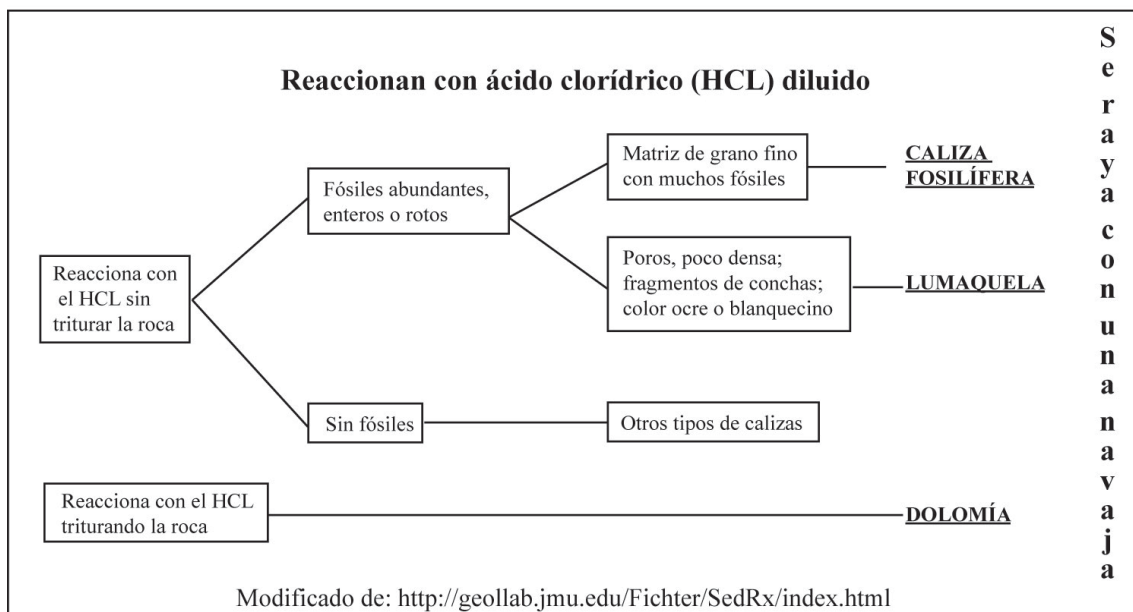 Reaccionan con ácido clorídrico (HCL) diluido
Reacciona con
el HCL sin
triturar la roca
Fósiles abundantes,
enteros o rotos
Matriz de grano fino
con muchos fósiles
CALIZA
FOSILÍFERA
Poros, poco densa;
fragmentos de conchas;
color ocre o blanquecino
LUMAQUELA
Sin fósiles
Otros tipos de calizas
Reacciona con el HCL
triturando la roca
DOLOMÍA
Se raya con una navaja
Modificado de: http://geollab.jmu.edu/Fichter/SedRx/index.html